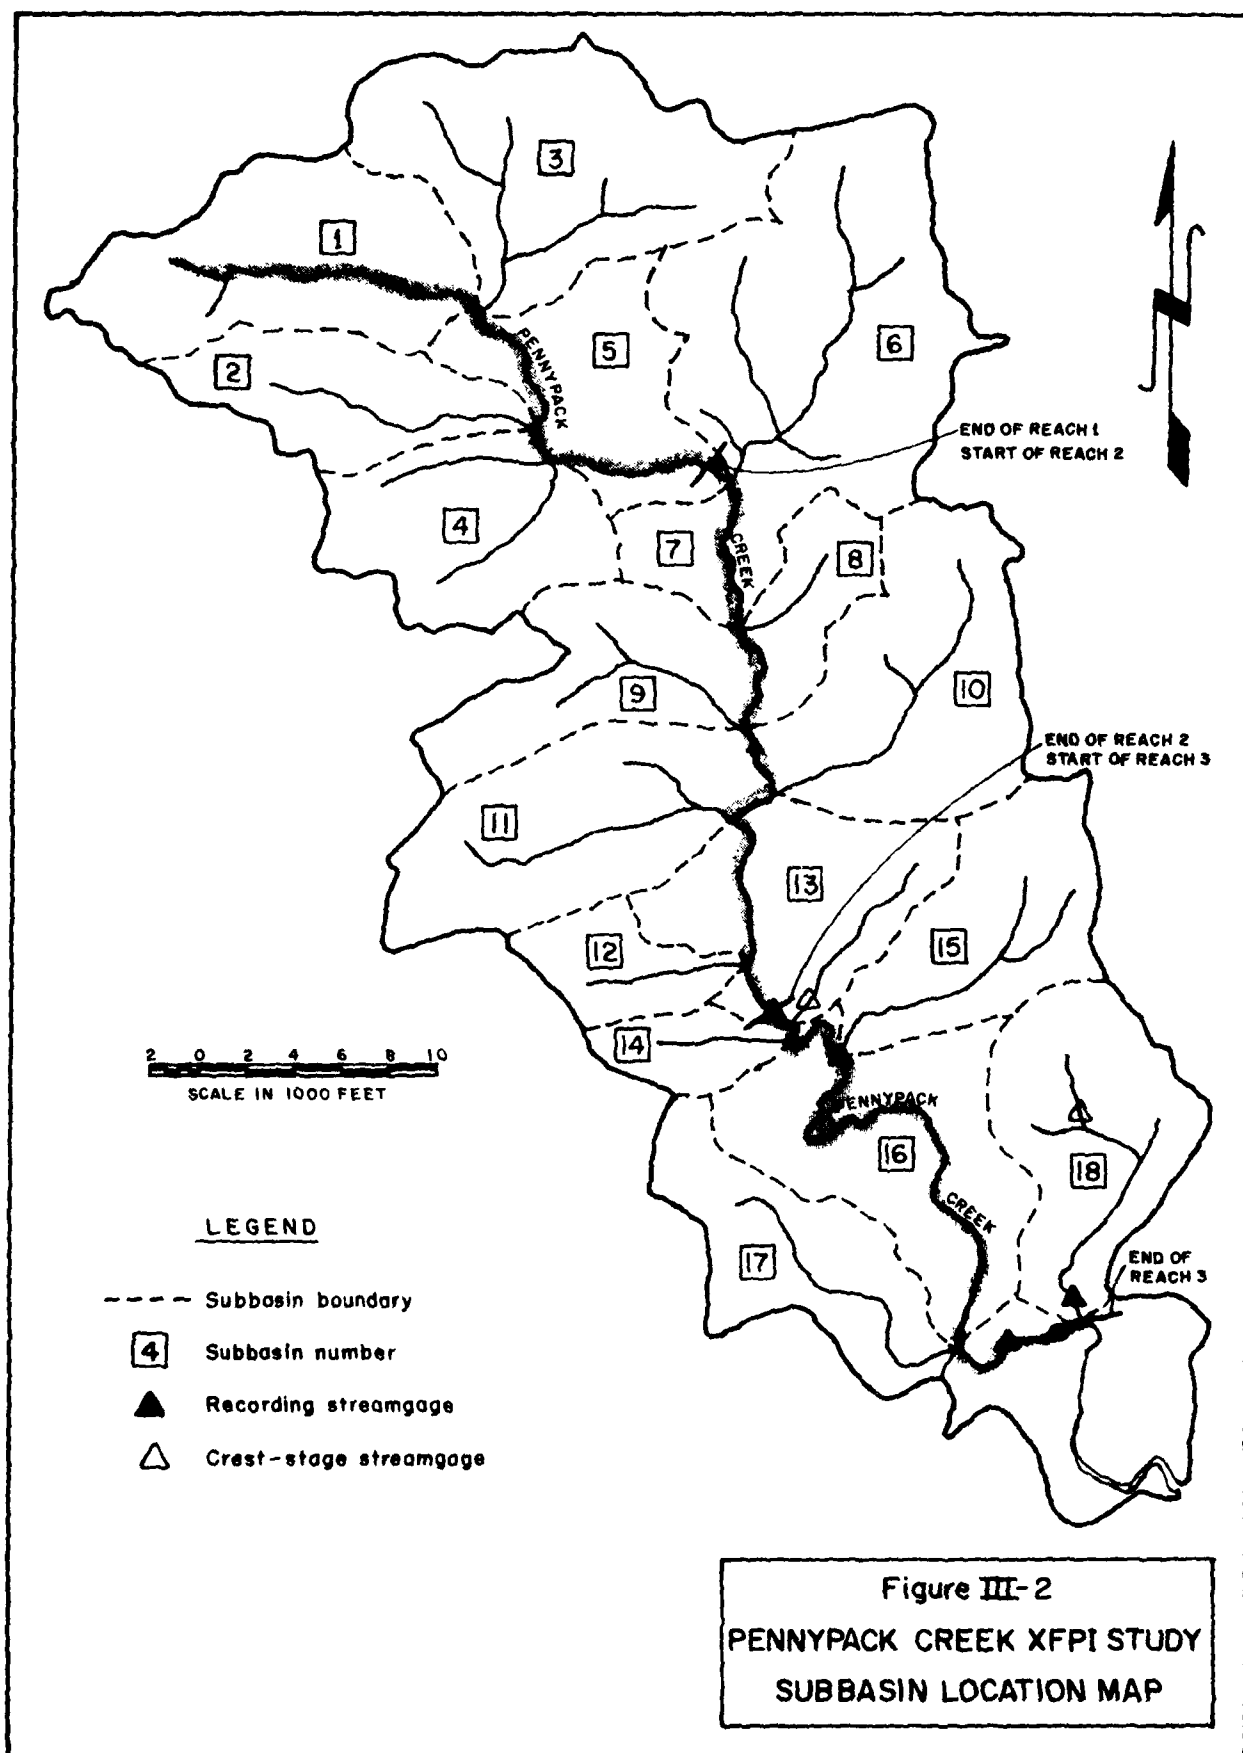 3
1
5
6
2
PENNYPACK
END OF REACH 1
START OF REACH 2
4
7
CREEK
8
9
10
END OF REACH 2
START OF REACH 3
11
13
12
15
14
2 0 2 4 6 8 10
SCALE IN 1000 FEET
PENNYPACK
16
18
CREEK
17
END OF
REACH 3
LEGEND
Subbasin boundary
4 Subbasin number
Recording streamgage
Crest-stage streamgage
Figure III-2
PENNYPACK CREEK XFPI STUDY
SUBBASIN LOCATION MAP